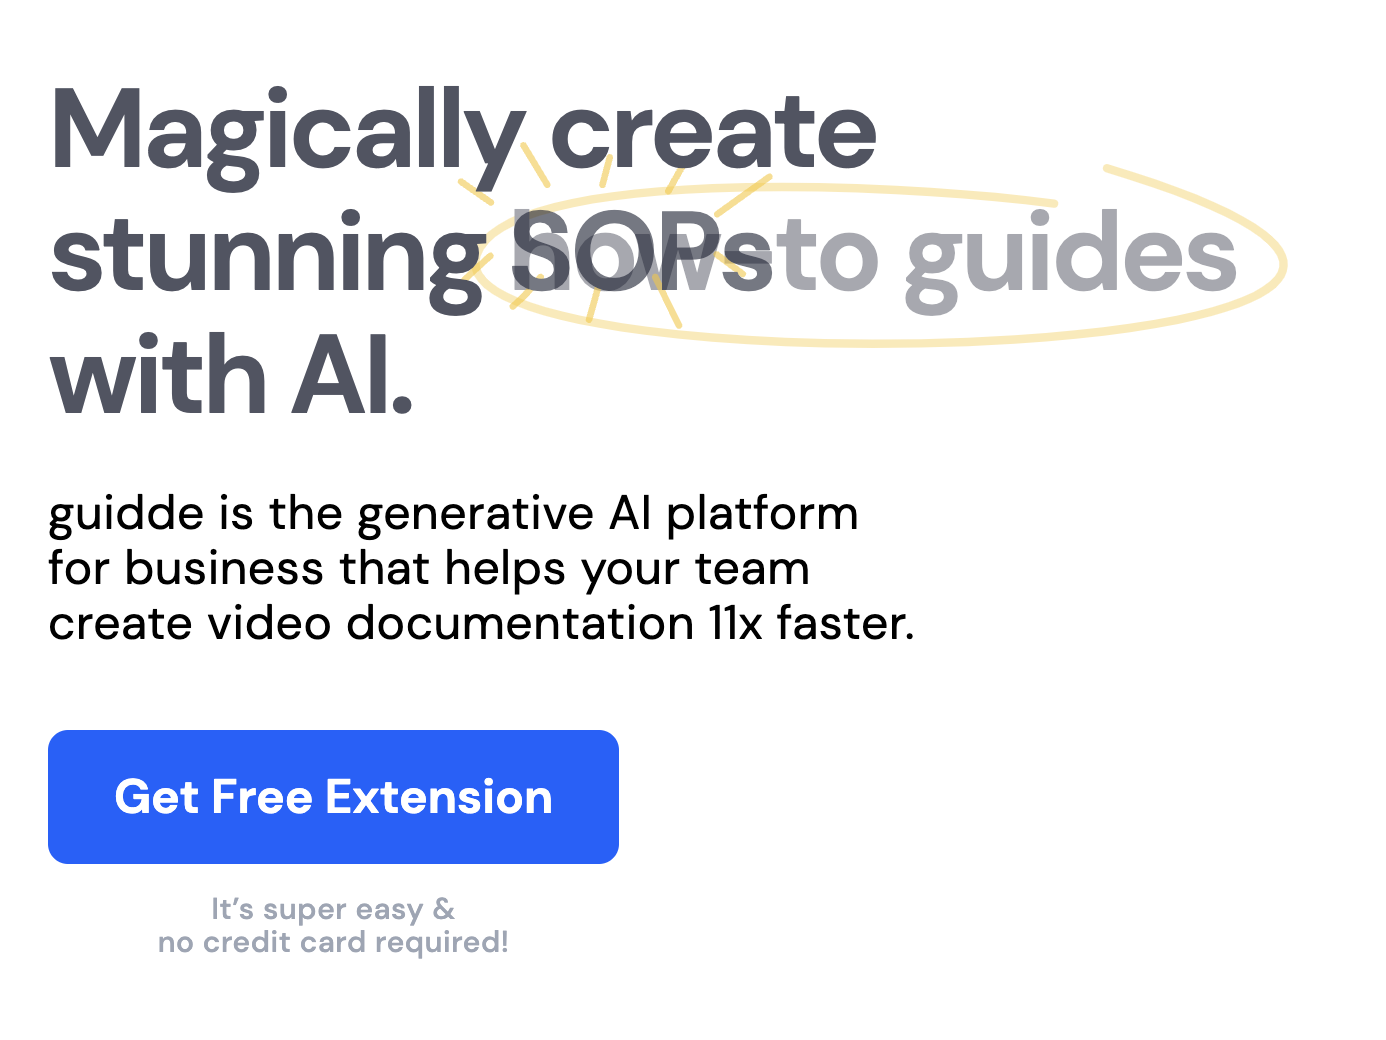 Magically create
stunning SOPs how-to guides
with AI.
guidde is the generative AI platform
for business that helps your team
create video documentation 11x faster.
Get Free Extension
It’s super easy &
no credit card required!